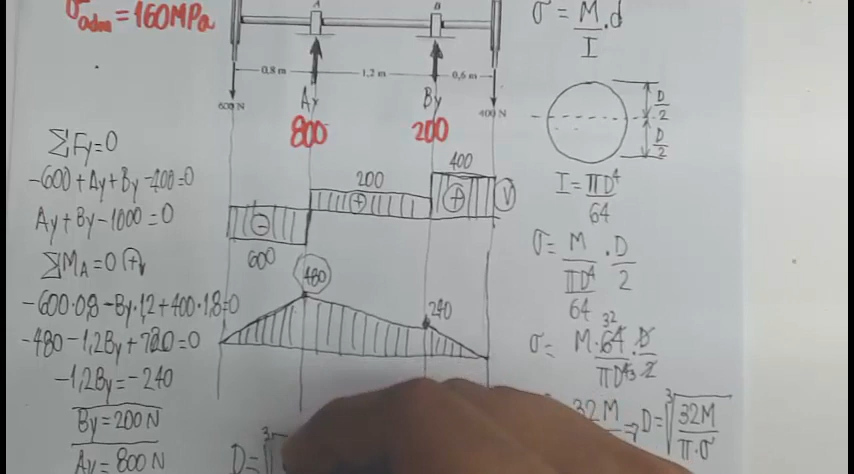 σadm = 160MPa
A
B
0,8 m
1,2 m
0,6 m
600 N
Ay
By
400 N
800
200
ΣFy=0
-600+Ay+By-400=0
Ay+By-1000=0
ΣMA=0
-600·0,8-By·1,2+400·1,8=0
-480-1,2By+720=0
-1,2By=-240
By=200N
Ay=800N
200
400
600
V
480
240
D=∛
σ=M/I.d
D/2
D/2
I=πD⁴/64
σ=M/(πD⁴/64).D/2
32
σ=M·64/πD⁴³.D/2
32M ⇒ D=∛(32M/π·σ)